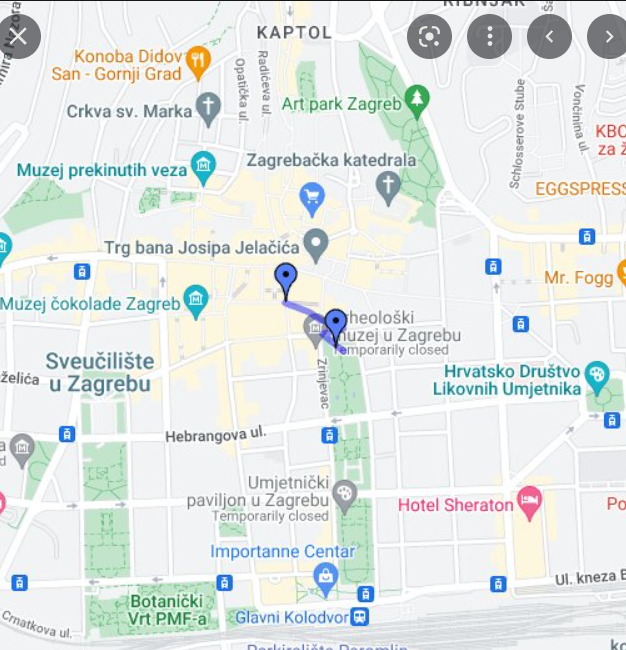 RIBNJAK
KAPTOL
Konoba Didov
San - Gornji Grad
Opatička ul.
Radićeva ul.
Art park Zagreb
Crkva sv. Marka
Schlosserove Stube
Vončinina ul.
KBC
za ž
Muzej prekinutih veza
Zagrebačka katedrala
EGGSPRESS
Trg bana Josipa Jelačića
Mr. Fogg
Muzej čokolade Zagreb
heološki
muzej u Zagrebu
emporarily closed
Sveučilište
u Zagrebu
Zrinjevac
Hrvatsko Društvo
Likovnih Umjetnika
želića
Hebrangova ul.
a
d
Umjetnički
paviljon u Zagrebu
Temporarily closed
Hotel Sheraton
Po
Importanne Centar
Ul. kneza B
Botanički
Vrt PMF-a
Glavni Kolodvor
Crnatkova ul.